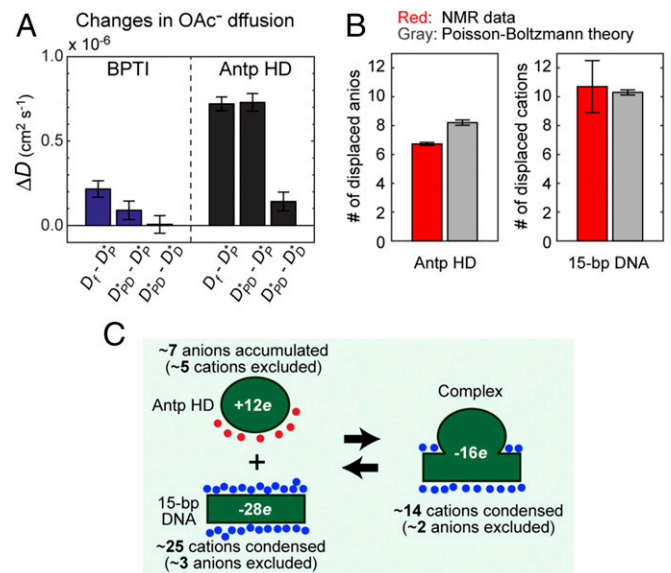 A
Changes in OAc⁻ dffusion
1.0 x 10⁻⁶
BPTI
Antp HD
ΔD (cm² s⁻¹)
0.5
0.0
D_f - D*_P
D*_PD - D*_P
D*_PD - D*_D
D_f - D*_P
D*_PD - D*_P
D*_PD - D*_D
B
Red: NMR data
Gray: Poisson-Boltzmann theory
# of displaced anios
12
10
8
6
4
2
0
Antp HD
# of displaced cations
12
10
8
6
4
2
0
15-bp DNA
C
~7 anions accumulated
(~5 cations excluded)
Antp HD
+12e
+
15-bp
DNA
-28e
~25 cations condensed
(~3 anions excluded)
Complex
-16e
~14 cations condensed
(~2 anions excluded)